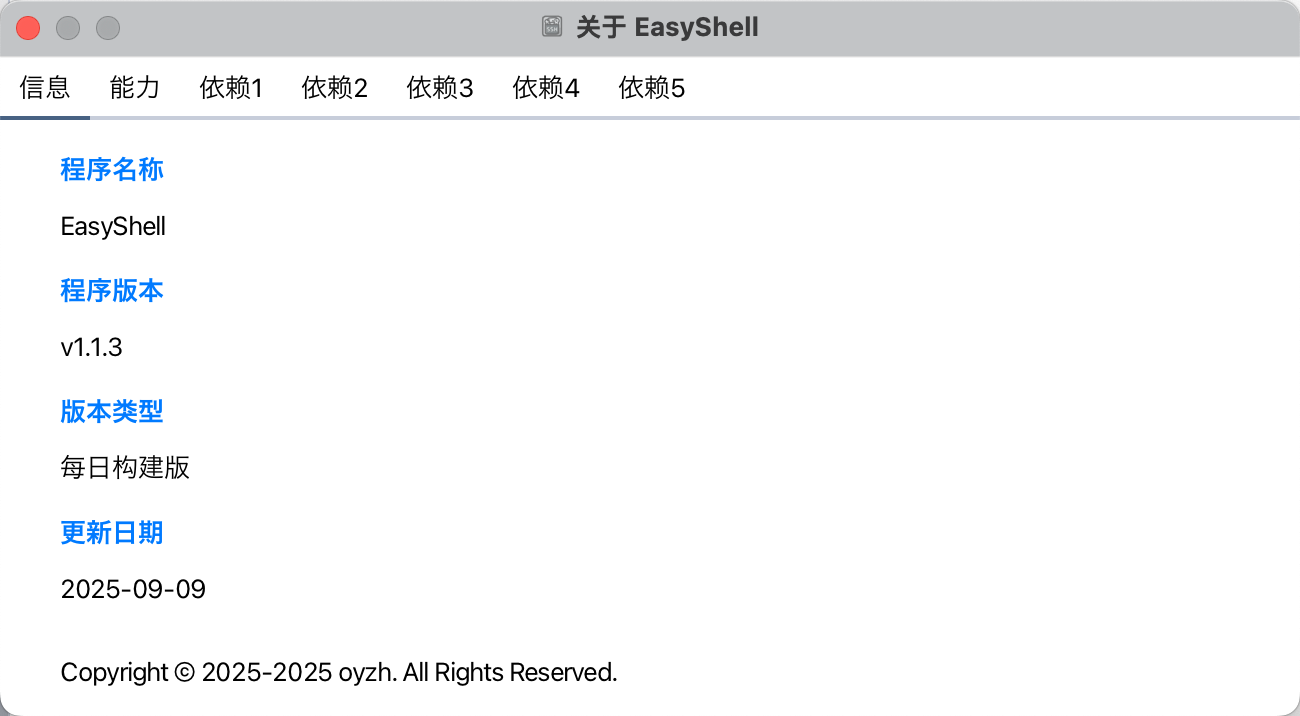 关于 EasyShell
信息 能力 依赖1 依赖2 依赖3 依赖4 依赖5
程序名称
EasyShell
程序版本
v1.1.3
版本类型
每日构建版
更新日期
2025-09-09
Copyright © 2025-2025 oyzh. All Rights Reserved.